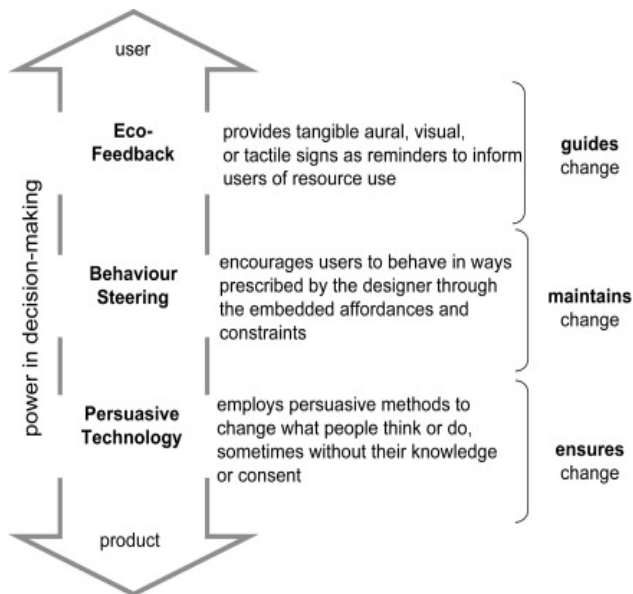 user
power in decision-making
Eco-
Feedback
provides tangible aural, visual,
or tactile signs as reminders to inform
users of resource use
guides
change
Behaviour
Steering
encourages users to behave in ways
prescribed by the designer through
the embedded affordances and
constraints
maintains
change
Persuasive
Technology
employs persuasive methods to
change what people think or do,
sometimes without their knowledge
or consent
ensures
change
product